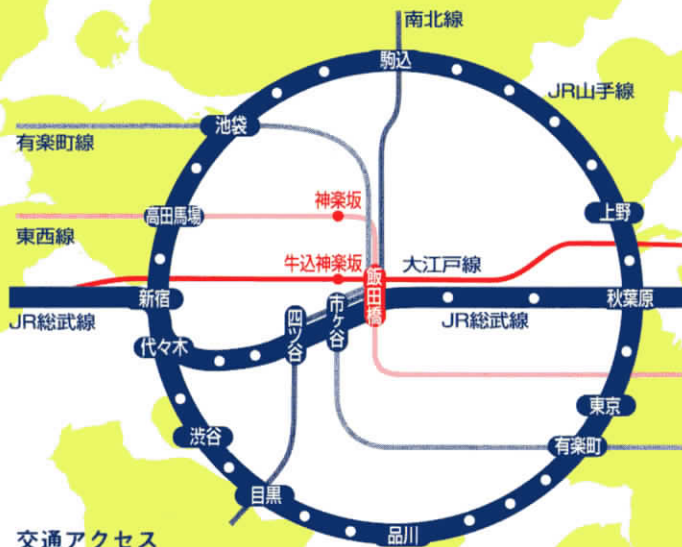 南北線
駒込
JR山手線
池袋
有楽町線
神楽坂
高田馬場
上野
東西線
牛込神楽坂
大江戸線
飯田橋
新宿
市ヶ谷
秋葉原
四ツ谷
JR総武線
JR総武線
代々木
東京
渋谷
有楽町
目黒
品川
交通アクセス